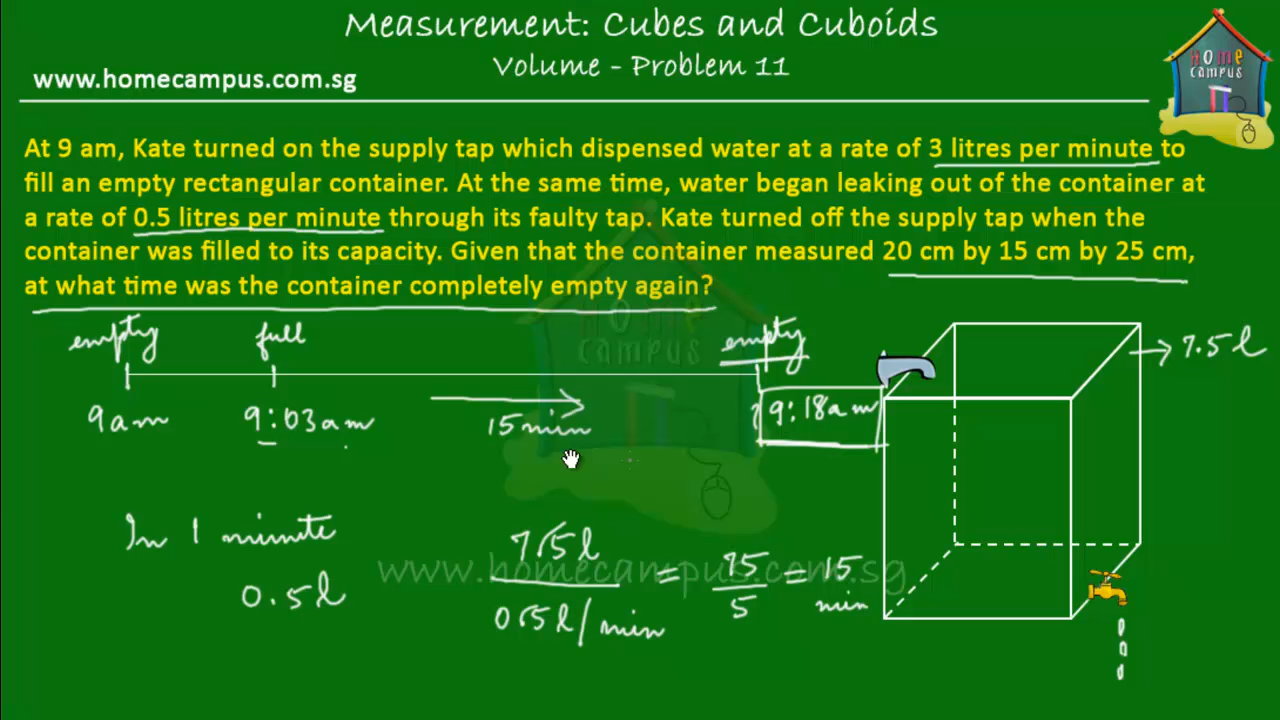 Measurement: Cubes and Cuboids
Volume - Problem 11
www.homecampus.com.sg
HOME
campus
At 9 am, Kate turned on the supply tap which dispensed water at a rate of 3 litres per minute to
fill an empty rectangular container. At the same time, water began leaking out of the container at
a rate of 0.5 litres per minute through its faulty tap. Kate turned off the supply tap when the
container was filled to its capacity. Given that the container measured 20 cm by 15 cm by 25 cm,
at what time was the container completely empty again?
HOME
campus
empty full empty
→ 7.5 l
9am 9:03am 15 min ? 9:18am
In 1 minute
0.5 l
7.5 l / 0.5 l/min = 75/5 = 15 min
www.homecampus.com.sg